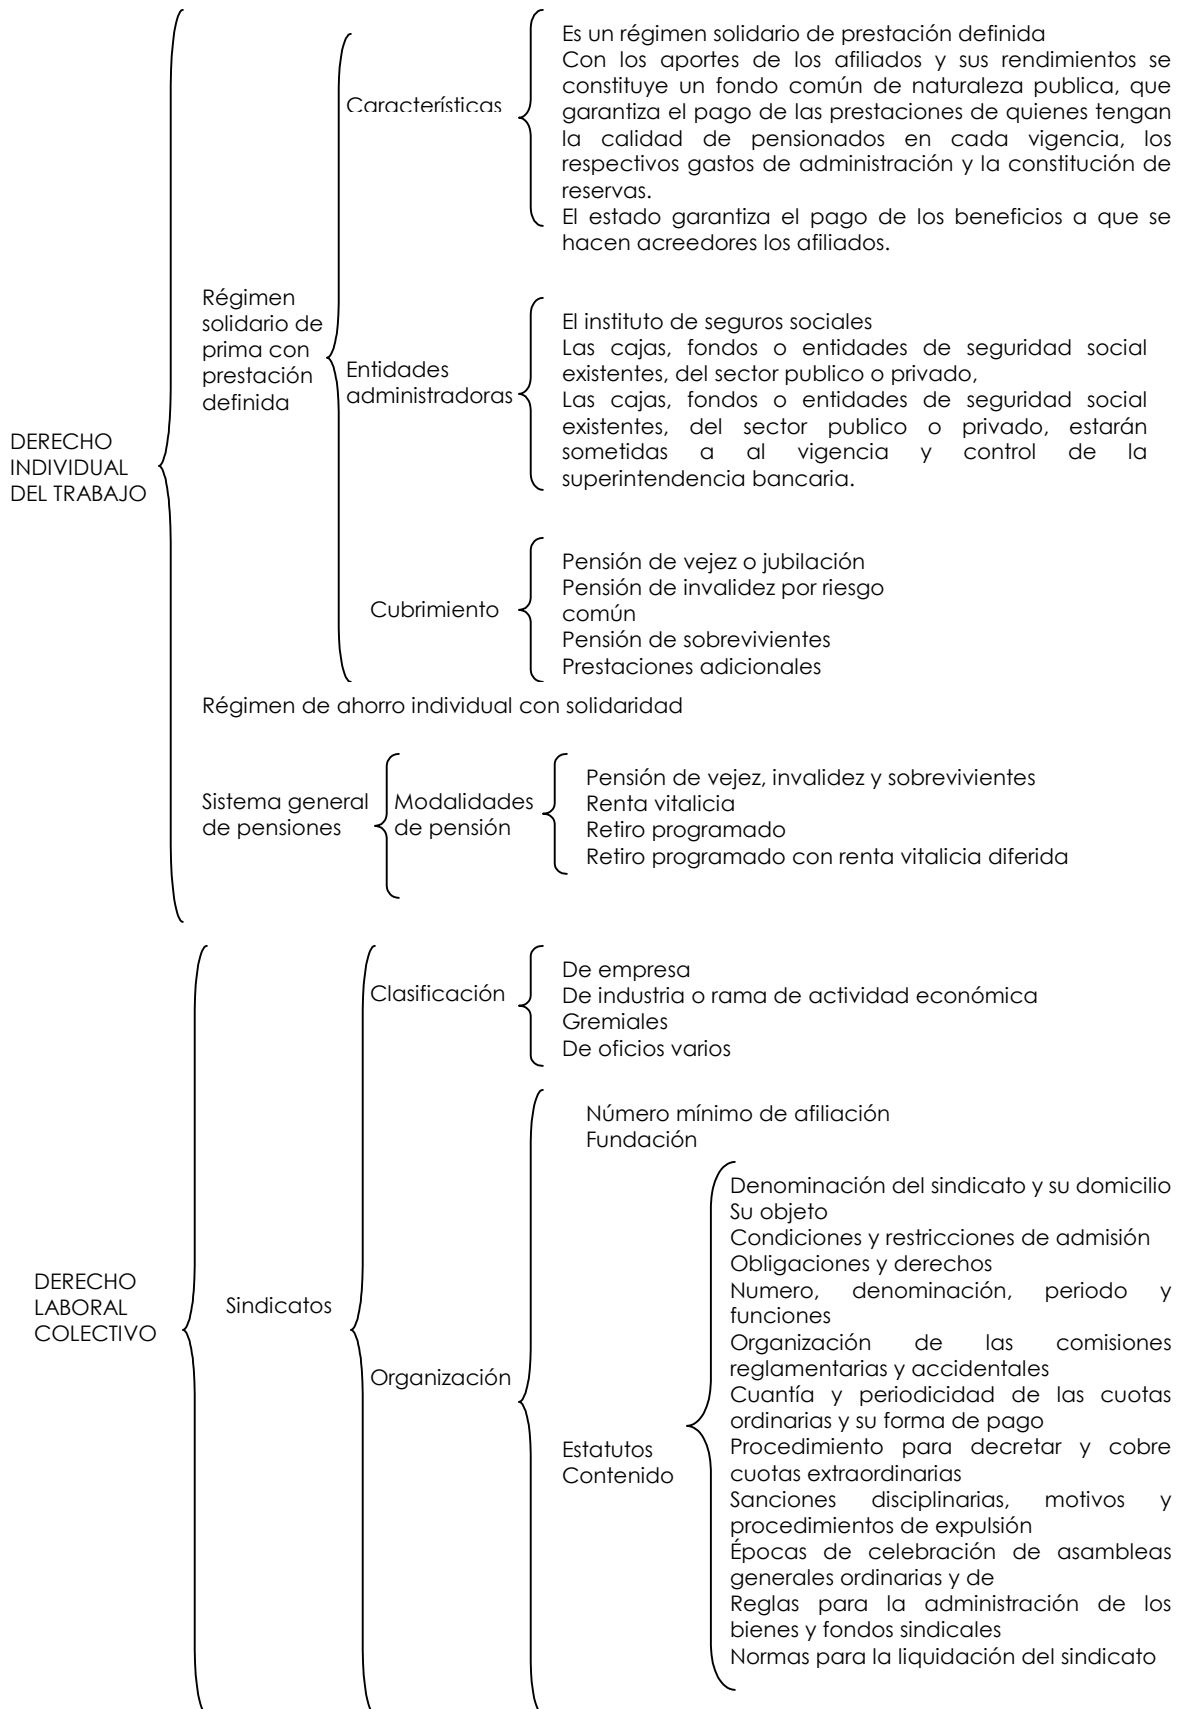 DERECHO
INDIVIDUAL
DEL TRABAJO
Régimen
solidario de
prima con
prestación
definida
Características
Es un régimen solidario de prestación definida
Con los aportes de los afiliados y sus rendimientos se
constituye un fondo común de naturaleza publica, que
garantiza el pago de las prestaciones de quienes tengan
la calidad de pensionados en cada vigencia, los
respectivos gastos de administración y la constitución de
reservas.
El estado garantiza el pago de los beneficios a que se
hacen acreedores los afiliados.
Entidades
administradoras
El instituto de seguros sociales
Las cajas, fondos o entidades de seguridad social
existentes, del sector publico o privado,
Las cajas, fondos o entidades de seguridad social
existentes, del sector publico o privado, estarán
sometidas a al vigencia y control de la
superintendencia bancaria.
Cubrimiento
Pensión de vejez o jubilación
Pensión de invalidez por riesgo
común
Pensión de sobrevivientes
Prestaciones adicionales
Régimen de ahorro individual con solidaridad
Sistema general
de pensiones
Modalidades
de pensión
Pensión de vejez, invalidez y sobrevivientes
Renta vitalicia
Retiro programado
Retiro programado con renta vitalicia diferida
DERECHO
LABORAL
COLECTIVO
Sindicatos
Clasificación
De empresa
De industria o rama de actividad económica
Gremiales
De oficios varios
Organización
Número mínimo de afiliación
Fundación
Estatutos
Contenido
Denominación del sindicato y su domicilio
Su objeto
Condiciones y restricciones de admisión
Obligaciones y derechos
Numero, denominación, periodo y
funciones
Organización de las comisiones
reglamentarias y accidentales
Cuantía y periodicidad de las cuotas
ordinarias y su forma de pago
Procedimiento para decretar y cobre
cuotas extraordinarias
Sanciones disciplinarias, motivos y
procedimientos de expulsión
Épocas de celebración de asambleas
generales ordinarias y de
Reglas para la administración de los
bienes y fondos sindicales
Normas para la liquidación del sindicato